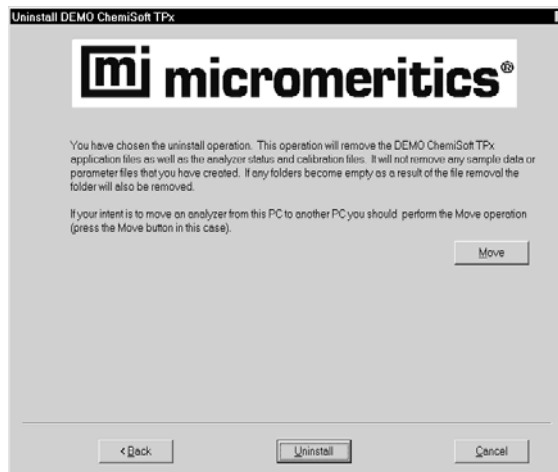 Uninstall DEMO ChemiSoft TPx
mi micromeritics®
You have chosen the uninstall operation. This operation will remove the DEMO ChemiSoft TPx
application files as well as the analyzer status and calibration files. It will not remove any sample data or
parameter files that you have created. If any folders become empty as a result of the file removal the
folder will also be removed.
If your intent is to move an analyzer from this PC to another PC you should perform the Move operation
(press the Move button in this case).
Move
< Back
Uninstall
Cancel